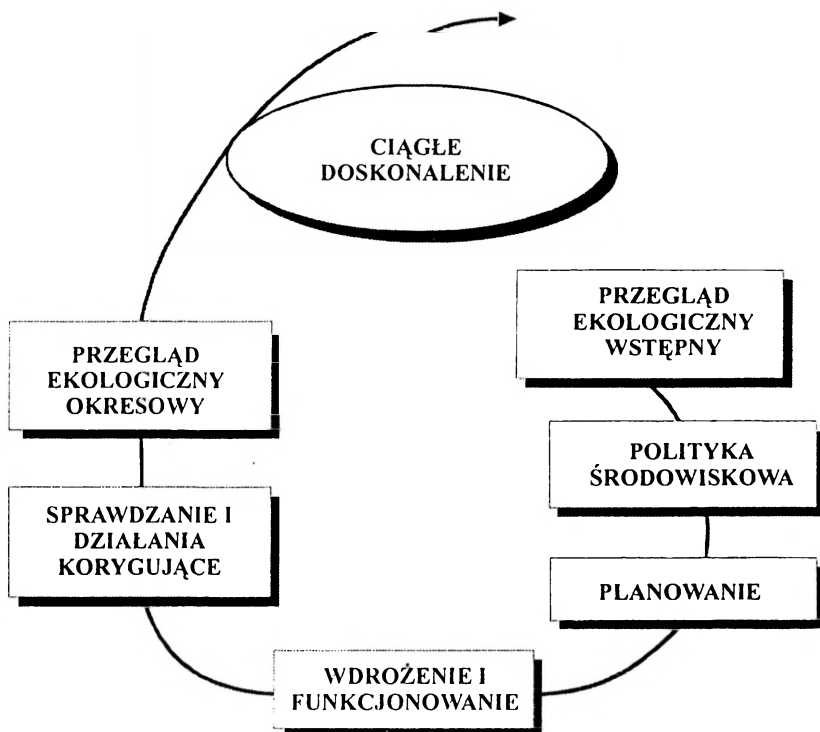 CIĄGŁE
DOSKONALENIE
PRZEGLĄD
EKOLOGICZNY
WSTĘPNY
PRZEGLĄD
EKOLOGICZNY
OKRESOWY
POLITYKA
ŚRODOWISKOWA
SPRAWDZANIE I
DZIAŁANIA
KORYGUJĄCE
PLANOWANIE
WDROŻENIE I
FUNKCJONOWANIE